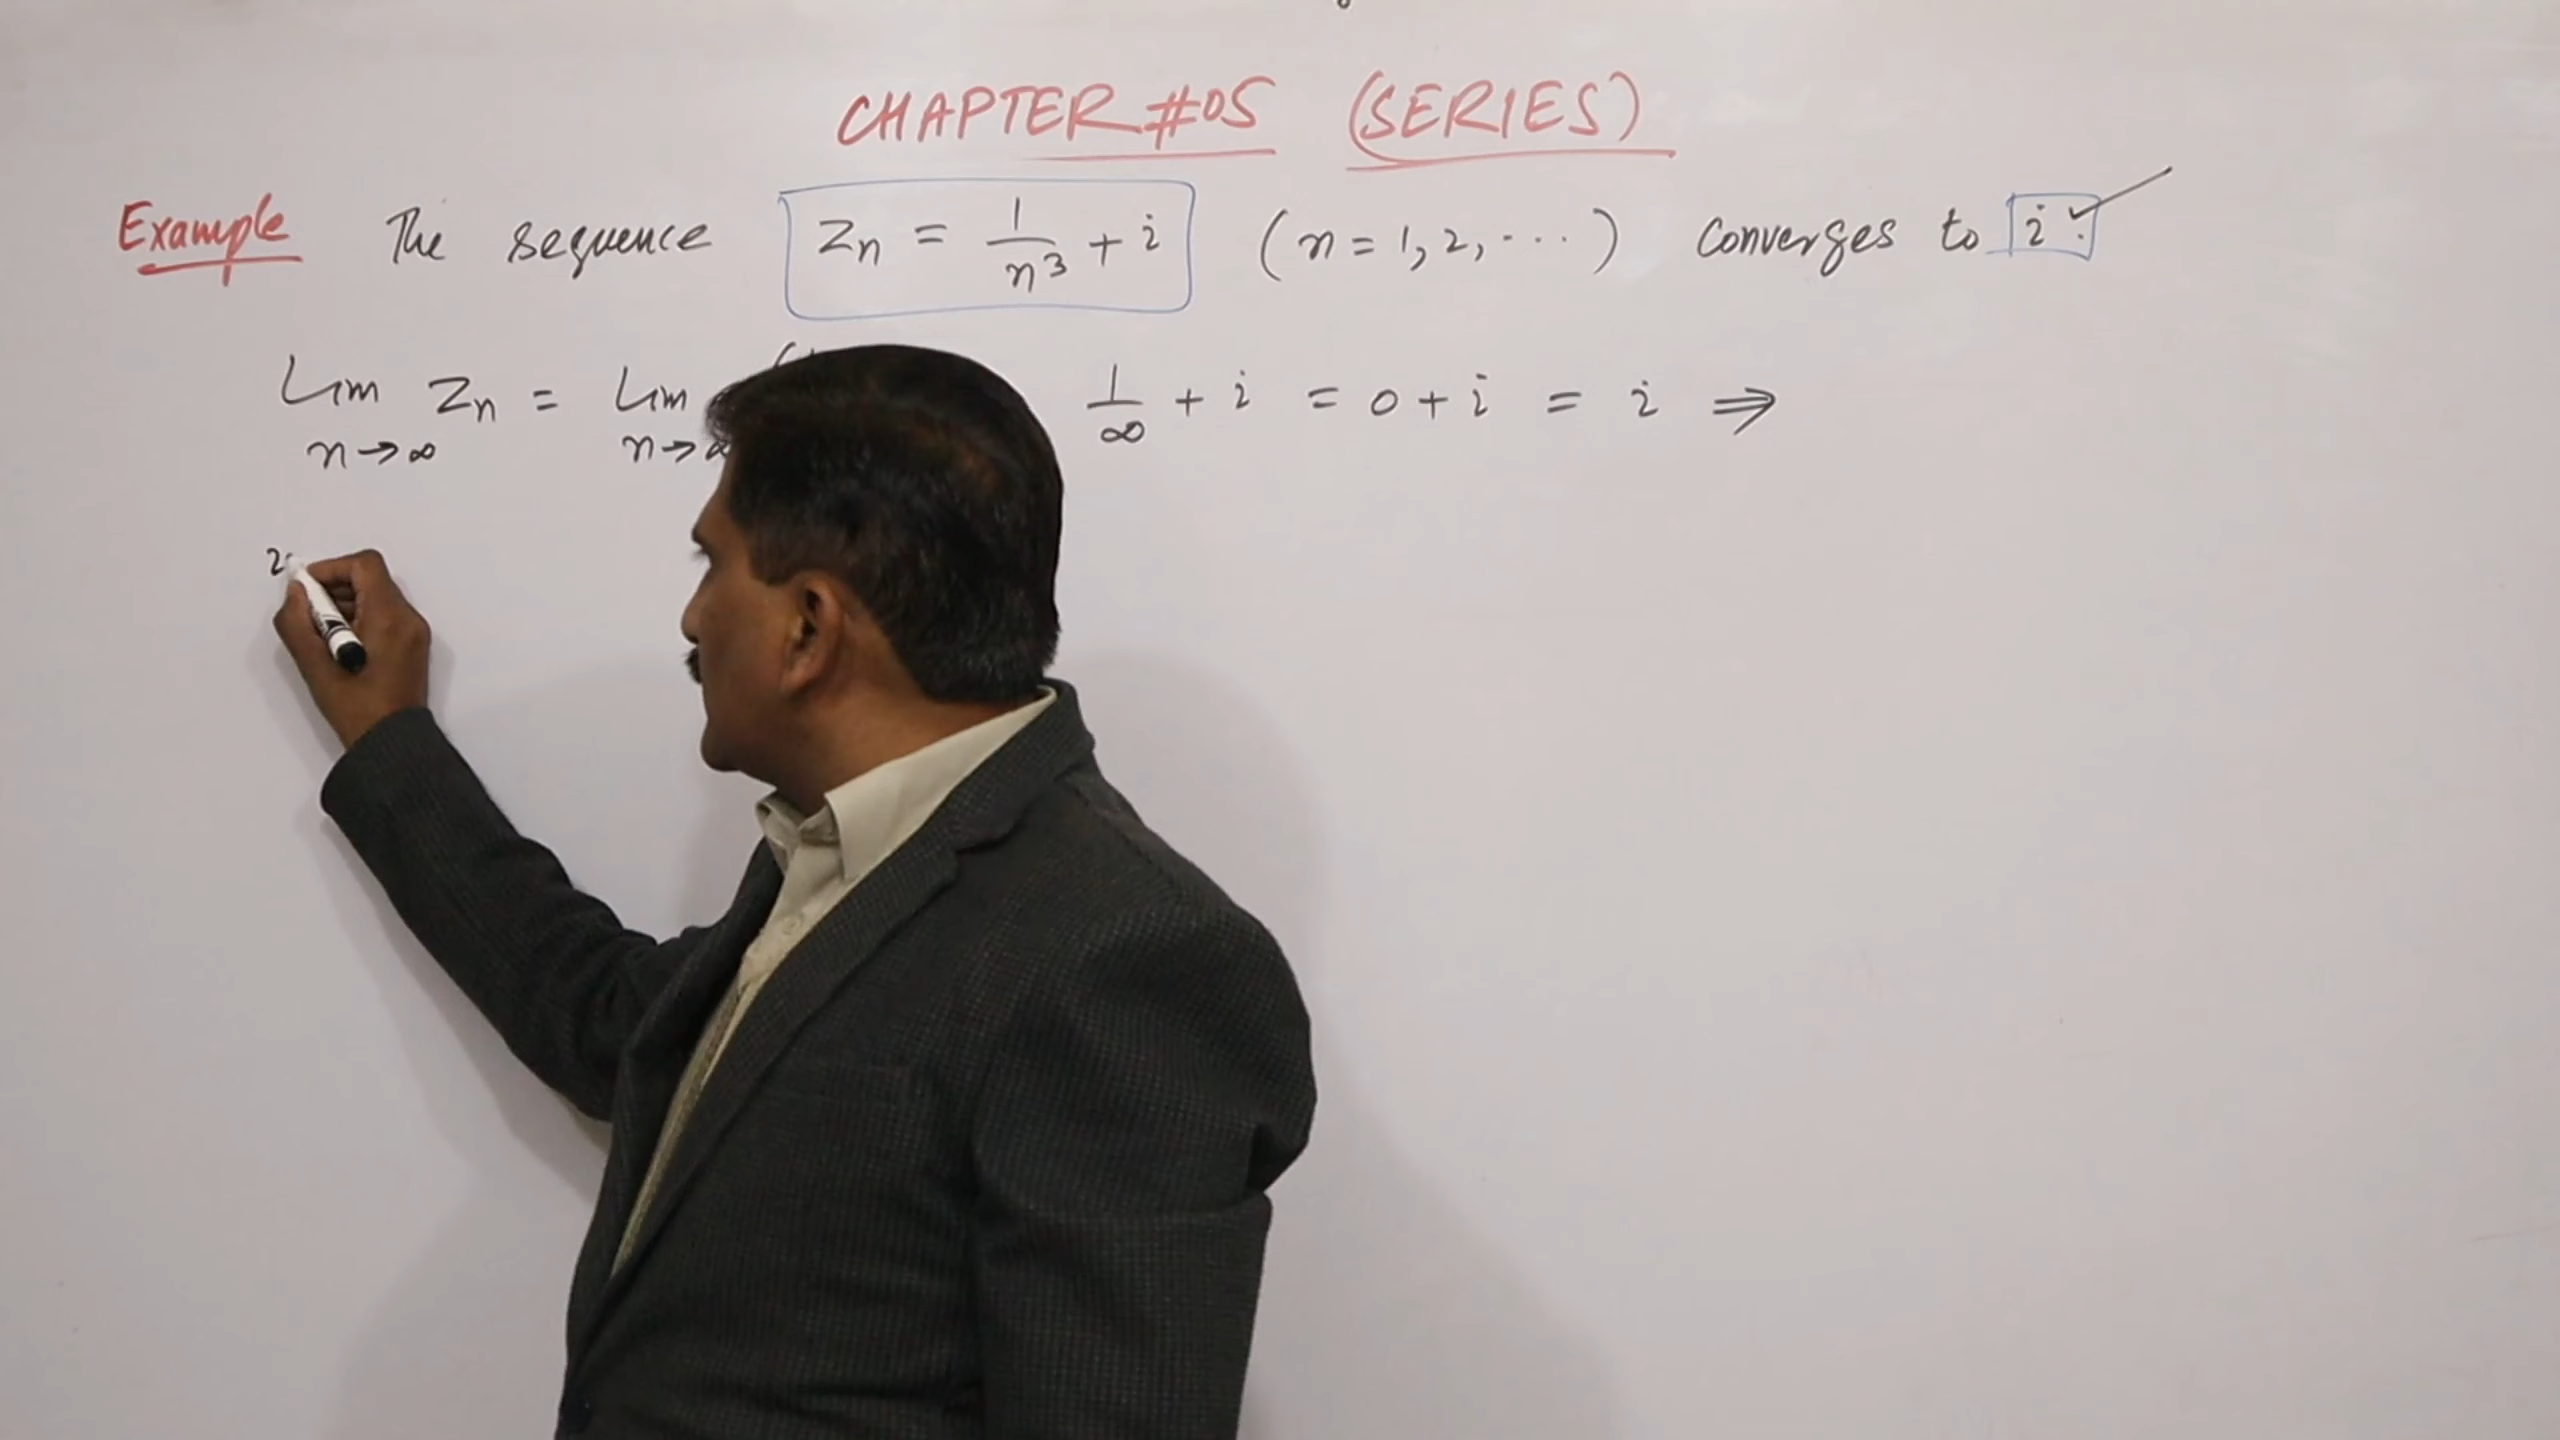 CHAPTER #05 (SERIES)
Example The sequence Zn = 1/n³ + i (n = 1, 2, ....) converges to i.
Lim n→∞ Zn = Lim n→ ( 1/∞ + i = 0 + i = i ⇒